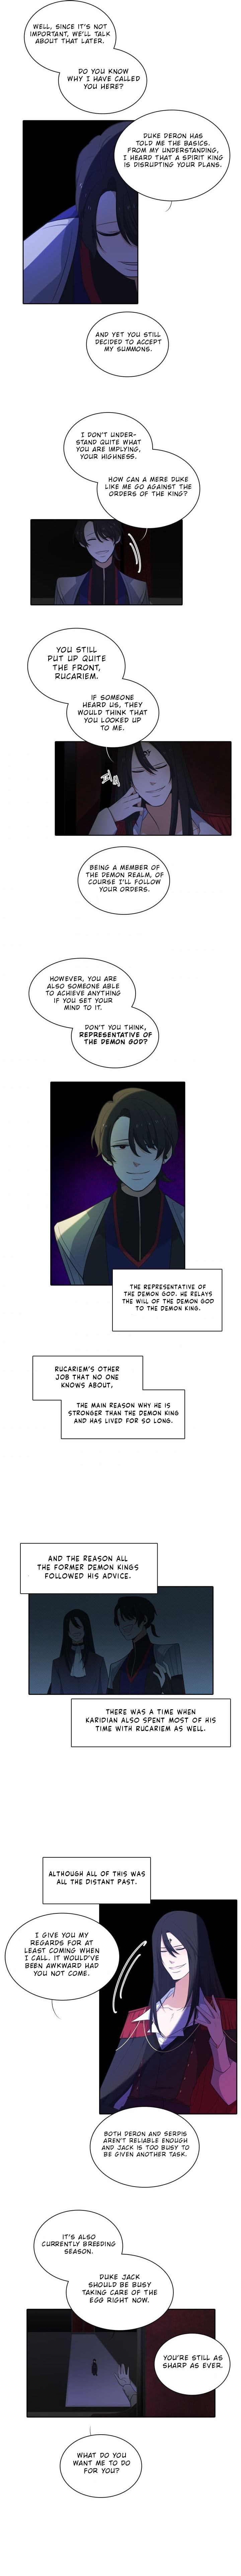 WELL, SINCE IT'S NOT
IMPORTANT, WE'LL TALK
ABOUT THAT LATER.
DO YOU KNOW
WHY I HAVE CALLED
YOU HERE?
DUKE DERON HAS
TOLD ME THE BASICS.
FROM MY UNDERSTANDING,
I HEARD THAT A SPIRIT KING
IS DISRUPTING YOUR PLANS.
AND YET YOU STILL
DECIDED TO ACCEPT
MY SUMMONS.
I DON'T UNDER-
STAND QUITE WHAT
YOU ARE IMPLYING,
YOUR HIGHNESS.
HOW CAN A MERE DUKE
LIKE ME GO AGAINST THE
ORDERS OF THE KING?
YOU STILL
PUT UP QUITE
THE FRONT,
RUCARIEM.
IF SOMEONE
HEARD US, THEY
WOULD THINK THAT
YOU LOOKED UP
TO ME.
BEING A MEMBER OF
THE DEMON REALM, OF
COURSE I'LL FOLLOW
YOUR ORDERS.
HOWEVER, YOU ARE
ALSO SOMEONE ABLE
TO ACHIEVE ANYTHING
IF YOU SET YOUR
MIND TO IT.
DON'T YOU THINK,
REPRESENTATIVE OF
THE DEMON GOD?
THE REPRESENTATIVE OF
THE DEMON GOD. HE RELAYS
THE WILL OF THE DEMON GOD
TO THE DEMON KING.
RUCARIEM'S OTHER
JOB THAT NO ONE
KNOWS ABOUT,
THE MAIN REASON WHY HE IS
STRONGER THAN THE DEMON KING
AND HAS LIVED FOR SO LONG.
AND THE REASON ALL
THE FORMER DEMON KINGS
FOLLOWED HIS ADVICE.
THERE WAS A TIME WHEN
KARIDIAN ALSO SPENT MOST OF HIS
TIME WITH RUCARIEM AS WELL.
ALTHOUGH ALL OF THIS WAS
ALL THE DISTANT PAST.
I GIVE YOU MY
REGARDS FOR AT
LEAST COMING WHEN
I CALL. IT WOULD'VE
BEEN AWKWARD HAD
YOU NOT COME.
BOTH DERON AND SERPIS
AREN'T RELIABLE ENOUGH
AND JACK IS TOO BUSY TO
BE GIVEN ANOTHER TASK.
IT'S ALSO
CURRENTLY BREEDING
SEASON.
DUKE JACK
SHOULD BE BUSY
TAKING CARE OF THE
EGG RIGHT NOW.
YOU'RE STILL AS
SHARP AS EVER.
WHAT DO YOU
WANT ME TO DO
FOR YOU?